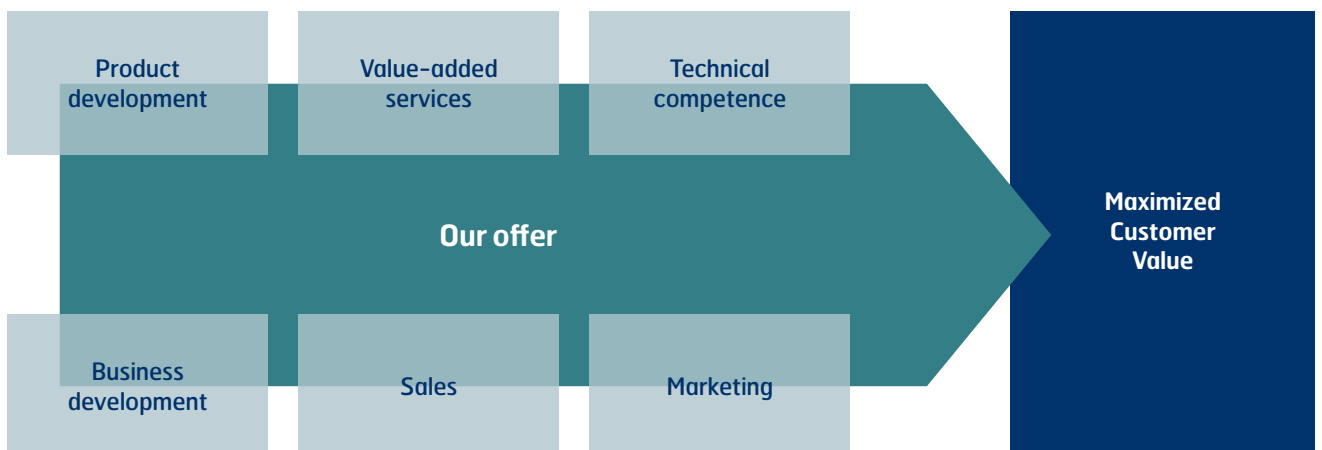 Product
development
Value-added
services
Technical
competence
Our offer
Maximized
Customer
Value
Business
development
Sales
Marketing